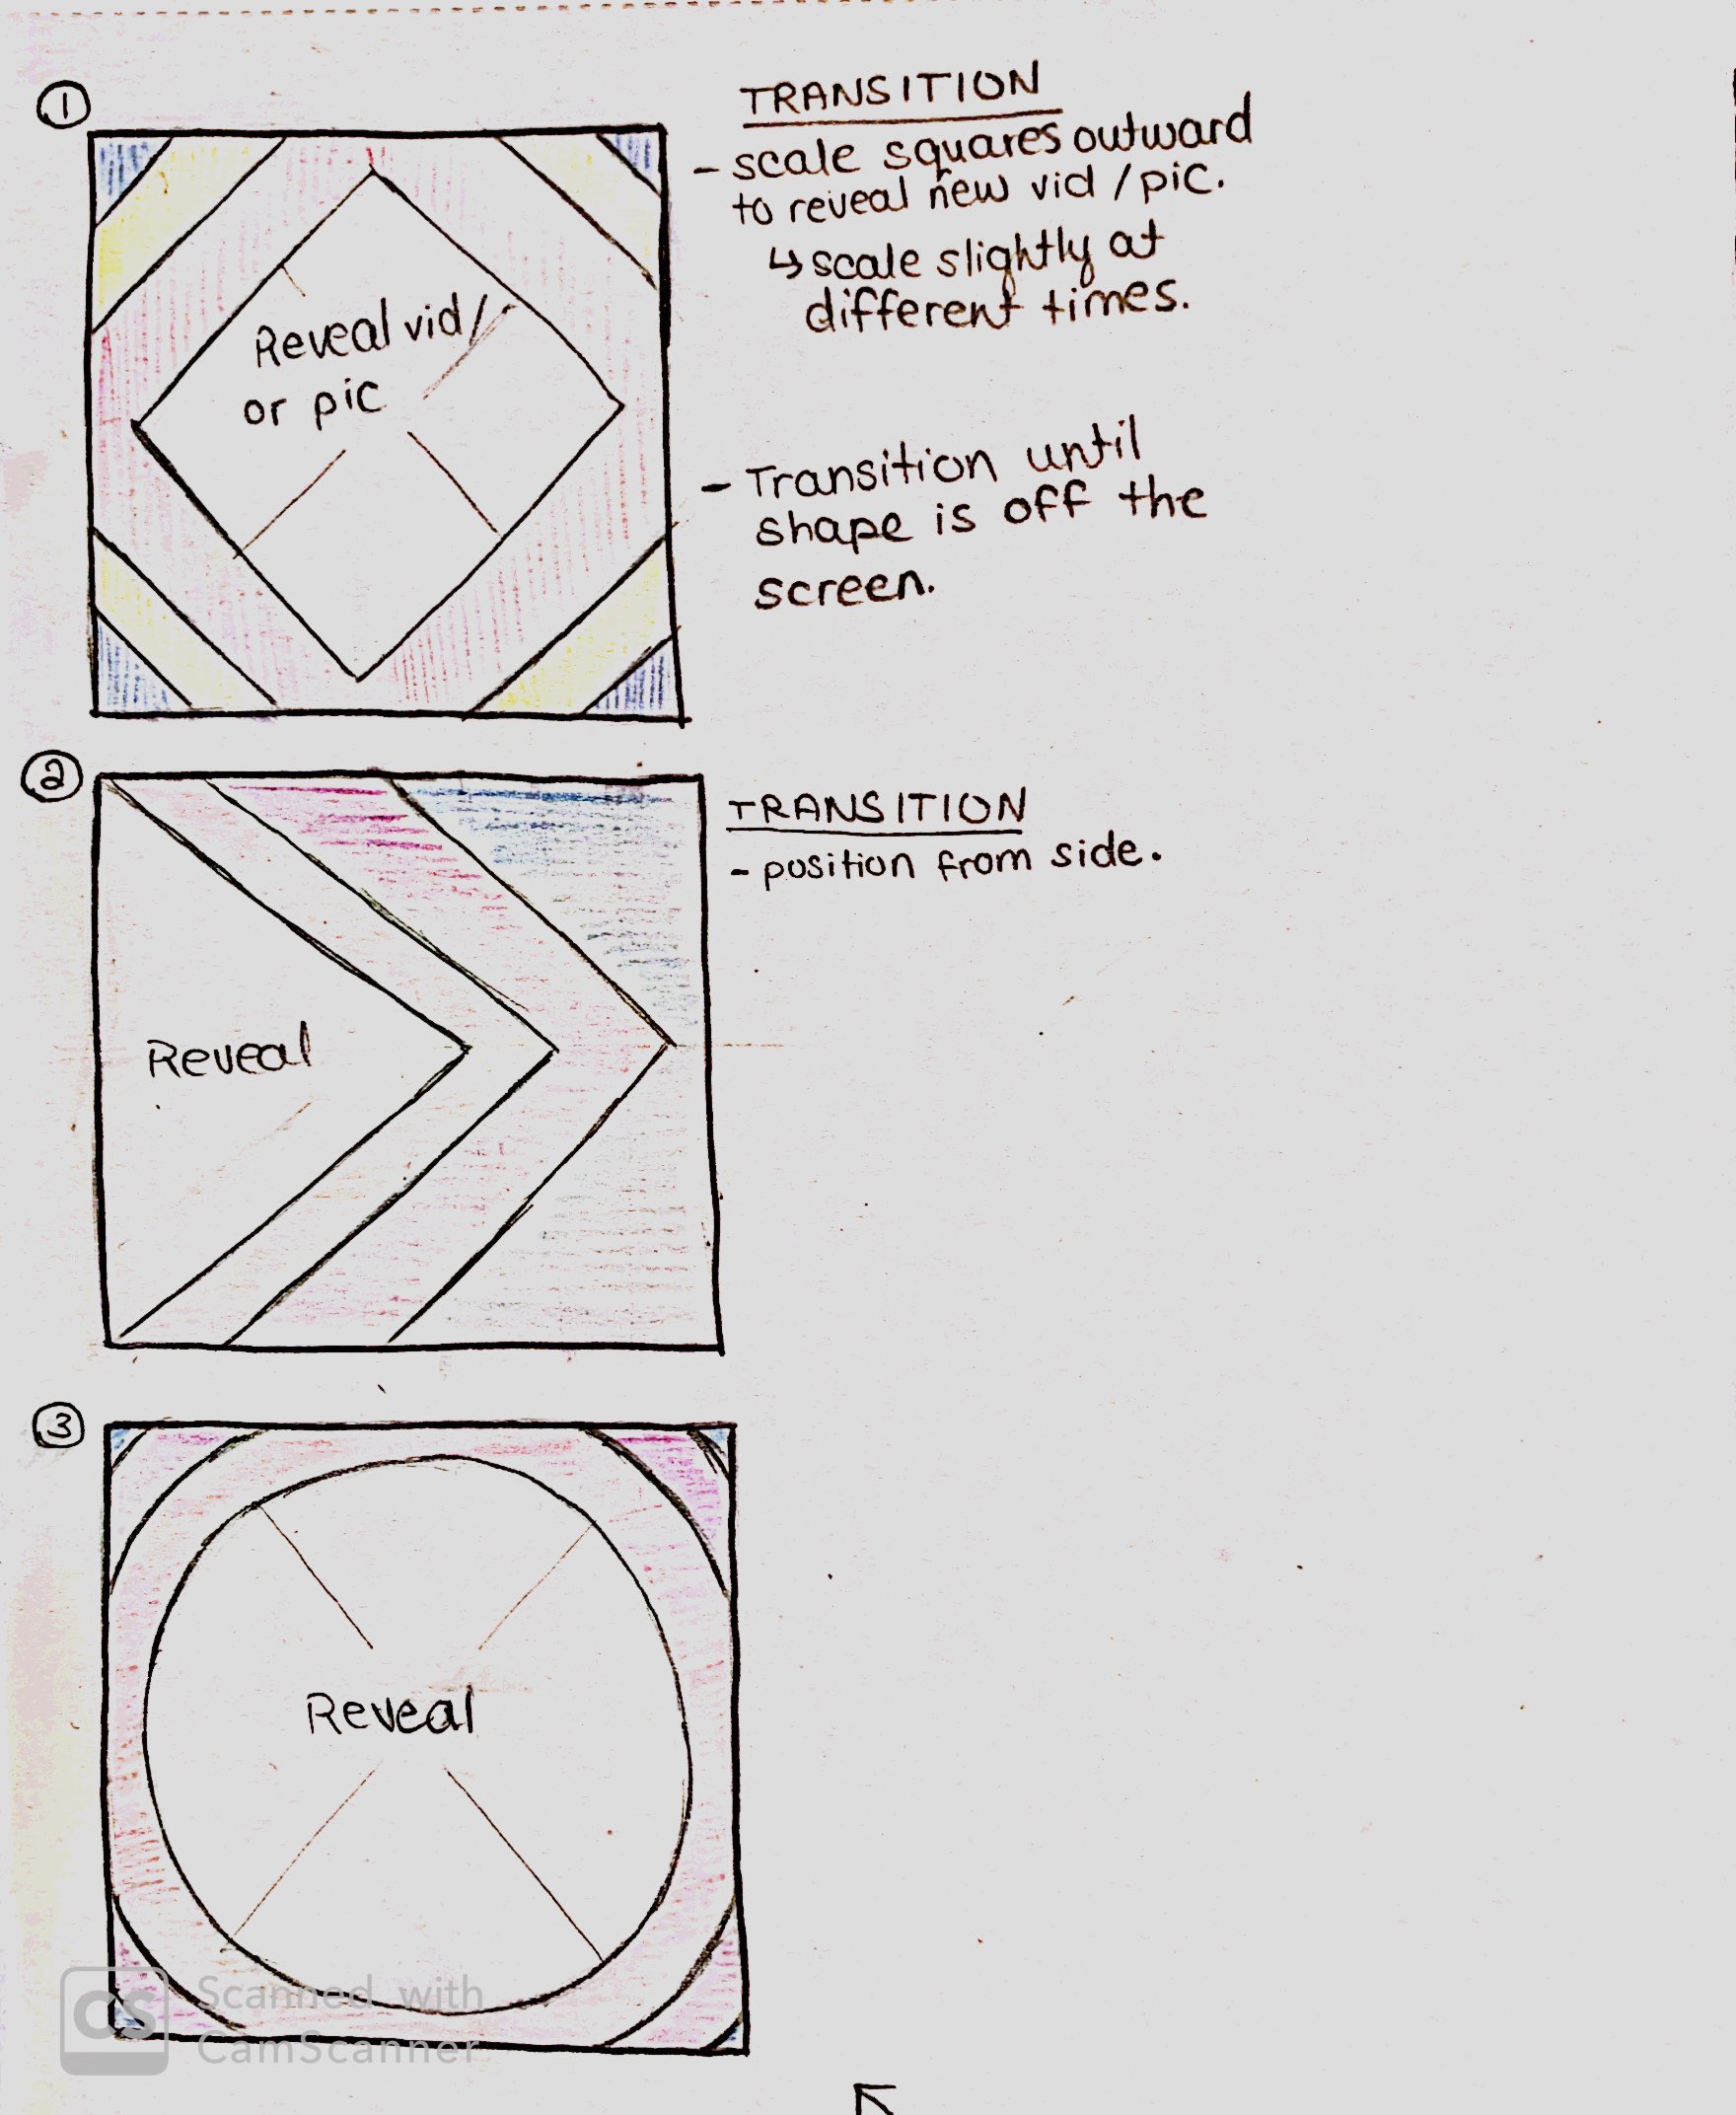 1
TRANSITION
- scale squares outward
to reveal new vid / pic.
↳ scale slightly at
different times.
Reveal vid/
or pic
- Transition until
shape is off the
screen.
2
TRANSITION
- position from side.
Reveal
3
Reveal
CS
Scanned with
CamScanner